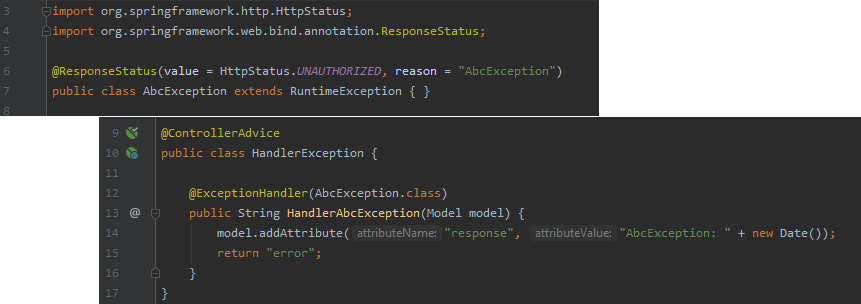 3 import org.springframework.http.HttpStatus;
4 import org.springframework.web.bind.annotation.ResponseStatus;
5
6 @ResponseStatus(value = HttpStatus.UNAUTHORIZED, reason = "AbcException")
7 public class AbcException extends RuntimeException { }
8
9 @ControllerAdvice
10 public class HandlerException {
11
12 @ExceptionHandler(AbcException.class)
13 @ public String HandlerAbcException(Model model) {
14 model.addAttribute( attributeName: "response", attributeValue: "AbcException: " + new Date());
15 return "error";
16 }
17 }